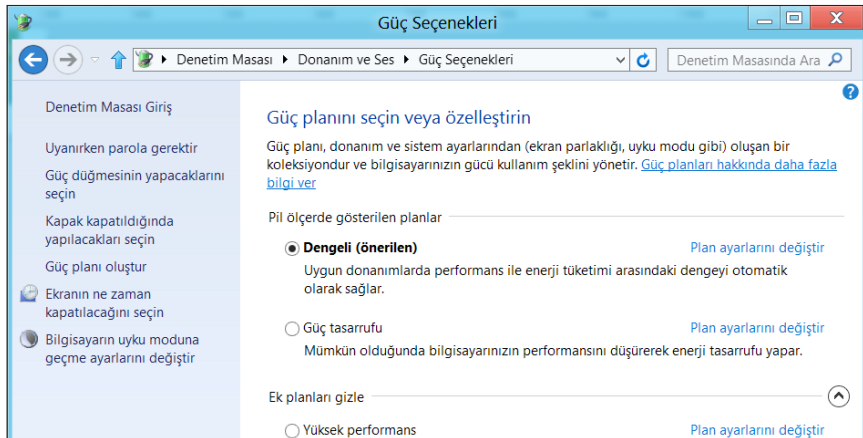 Güç Seçenekleri
Denetim Masası Donanım ve Ses Güç Seçenekleri
Denetim Masasında Ara
Denetim Masası Giriş
Uyanırken parola gerektir
Güç düğmesinin yapacaklarını
seçin
Kapak kapatıldığında
yapılacakları seçin
Güç planı oluştur
Ekranın ne zaman
kapatılacağını seçin
Bilgisayarın uyku moduna
geçme ayarlarını değiştir
Güç planını seçin veya özelleştirin
Güç planı, donanım ve sistem ayarlarından (ekran parlaklığı, uyku modu gibi) oluşan bir
koleksiyondur ve bilgisayarınızın gücü kullanım şeklini yönetir. Güç planları hakkında daha fazla
bilgi ver
Pil ölçerde gösterilen planlar
Dengeli (önerilen) Plan ayarlarını değiştir
Uygun donanımlarda performans ile enerji tüketimi arasındaki dengeyi otomatik
olarak sağlar.
Güç tasarrufu Plan ayarlarını değiştir
Mümkün olduğunda bilgisayarınızın performansını düşürerek enerji tasarrufu yapar.
Ek planları gizle
Yüksek performans Plan ayarlarını değiştir